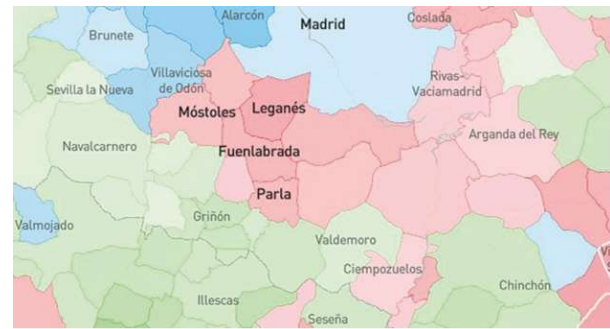 Alarcón
Madrid
Coslada
Brunete
Villaviciosa
de Odón
Rivas-
Vaciamadrid
Sevilla la Nueva
Móstoles
Leganés
Arganda del Rey
Navalcarnero
Fuenlabrada
Parla
Griñón
Valmojado
Valdemoro
Ciempozuelos
Chinchón
Illescas
Seseña